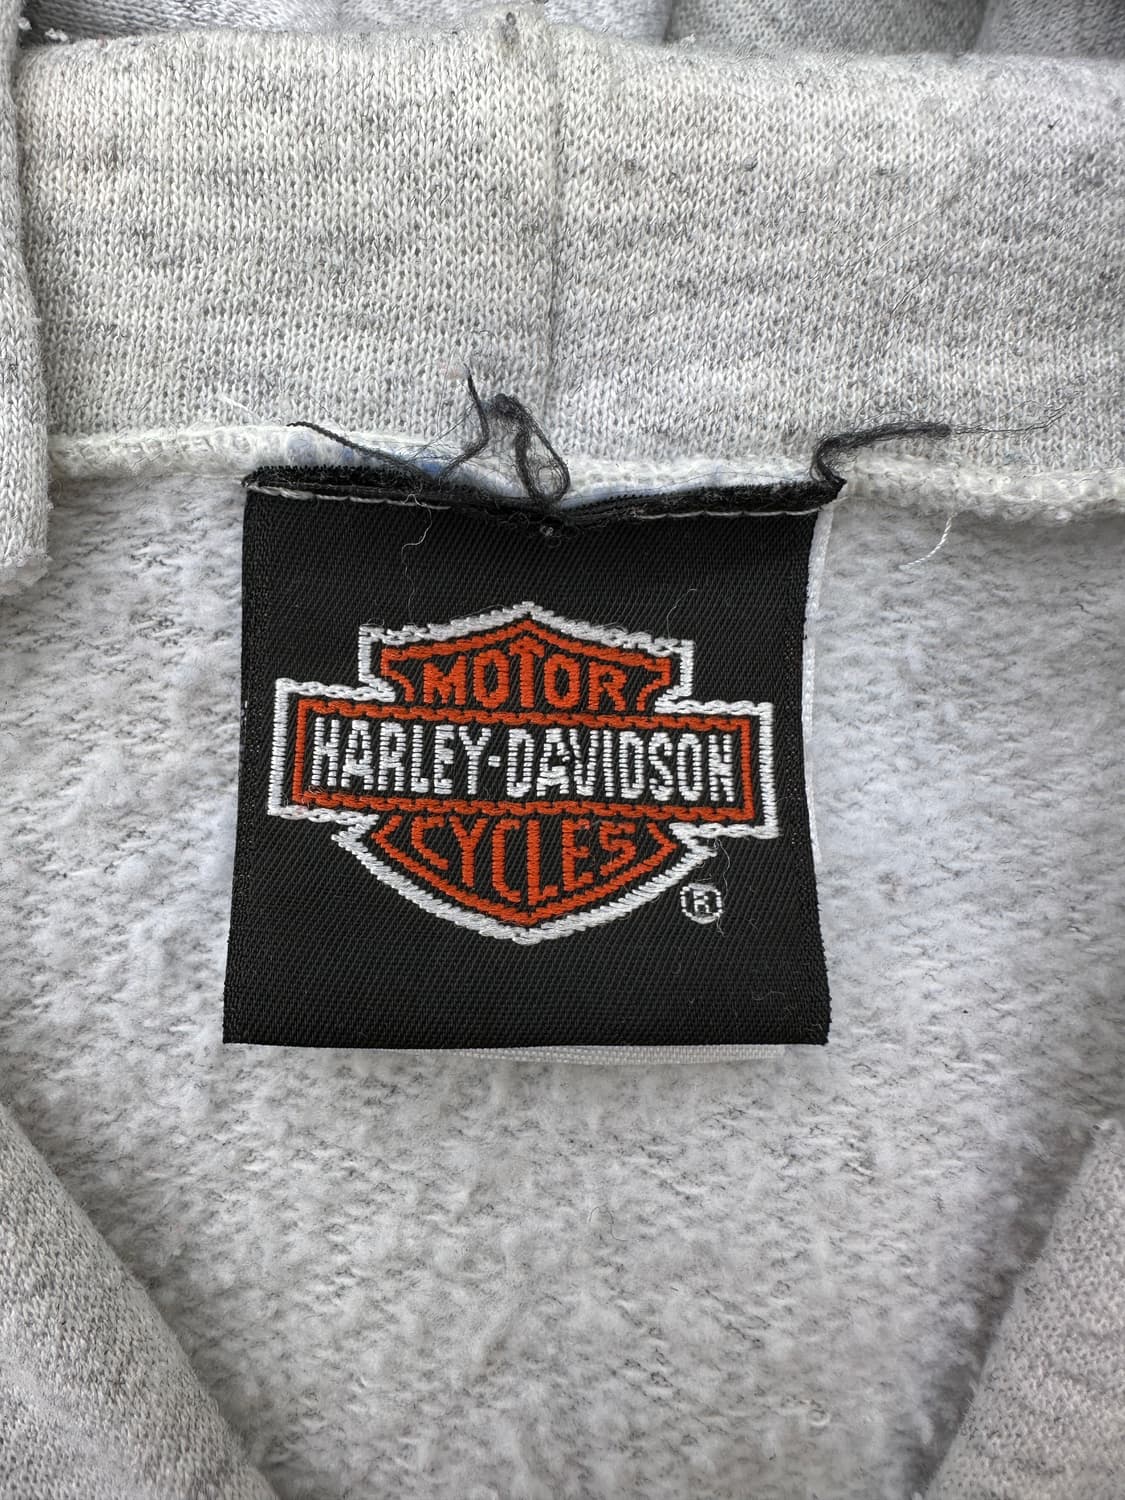 MOTOR
HARLEY-DAVIDSON
CYCLES
®